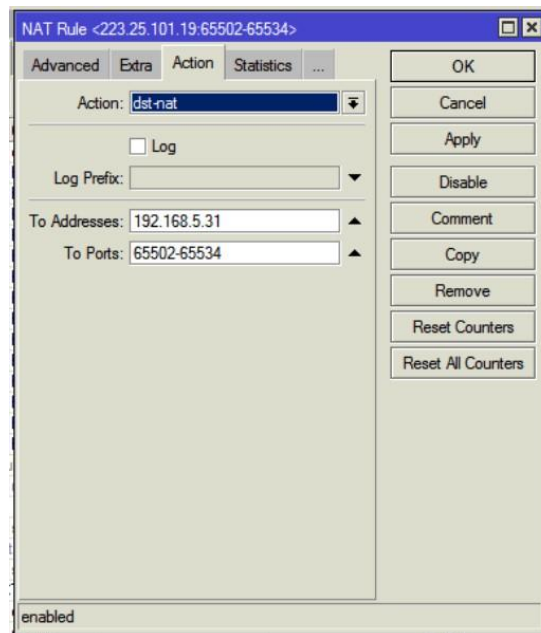 NAT Rule <223.25.101.19:65502-65534>
Advanced Extra Action Statistics ...
Action: dst-nat
Log
Log Prefix:
To Addresses: 192.168.5.31
To Ports: 65502-65534
OK
Cancel
Apply
Disable
Comment
Copy
Remove
Reset Counters
Reset All Counters
enabled